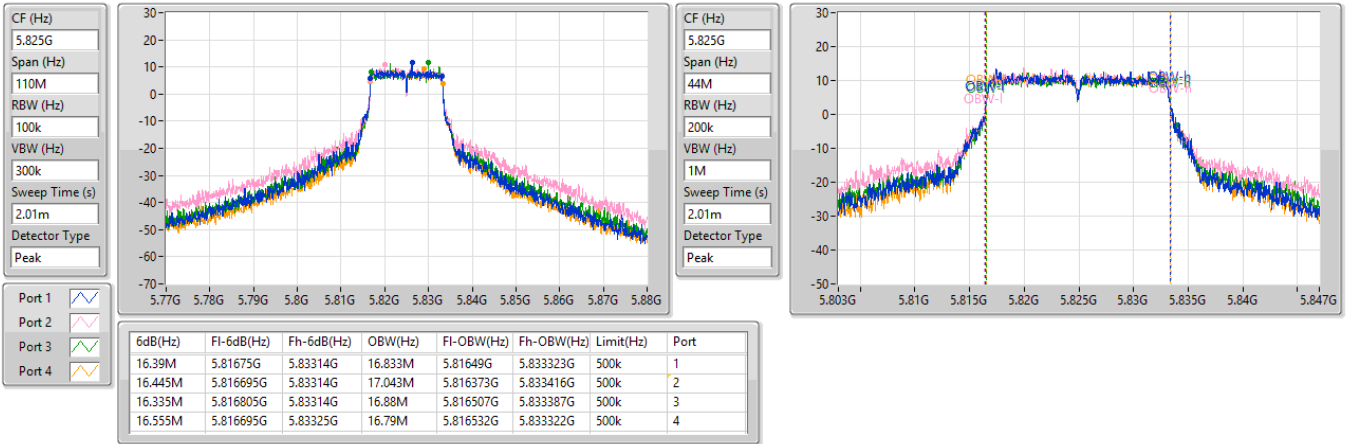 CF (Hz)
5.825G
Span (Hz)
110M
RBW (Hz)
100k
VBW (Hz)
300k
Sweep Time (s)
2.01m
Detector Type
Peak
30
20
10
0
-10
-20
-30
-40
-50
-60
-70
5.77G 5.78G 5.79G 5.8G 5.81G 5.82G 5.83G 5.84G 5.85G 5.86G 5.87G 5.88G
CF (Hz)
5.825G
Span (Hz)
44M
RBW (Hz)
200k
VBW (Hz)
1M
Sweep Time (s)
2.01m
Detector Type
Peak
30
20
10
0
-10
-20
-30
-40
-50
OBW-l OBW-h
OBW-l OBW-h
5.803G 5.81G 5.815G 5.82G 5.825G 5.83G 5.835G 5.84G 5.847G
Port 1
Port 2
Port 3
Port 4
6dB(Hz) Fl-6dB(Hz) Fh-6dB(Hz) OBW(Hz) Fl-OBW(Hz) Fh-OBW(Hz) Limit(Hz) Port
16.39M 5.81675G 5.83314G 16.833M 5.81649G 5.833323G 500k 1
16.445M 5.816695G 5.83314G 17.043M 5.816373G 5.833416G 500k 2
16.335M 5.816805G 5.83314G 16.88M 5.816507G 5.833387G 500k 3
16.555M 5.816695G 5.83325G 16.79M 5.816532G 5.833322G 500k 4